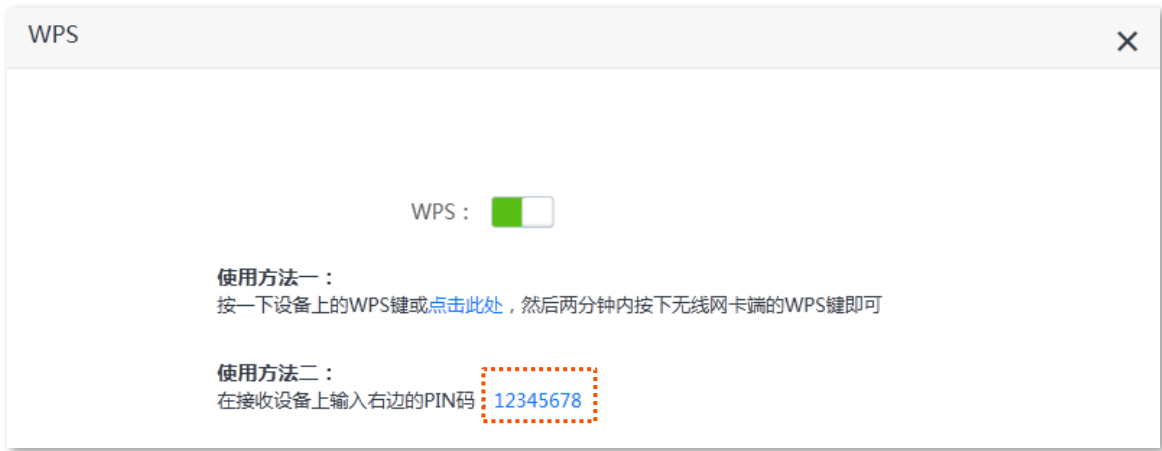 WPS
WPS：
使用方法一：
按一下设备上的WPS键或点击此处，然后两分钟内按下无线网卡端的WPS键即可
使用方法二：
在接收设备上输入右边的PIN码 12345678